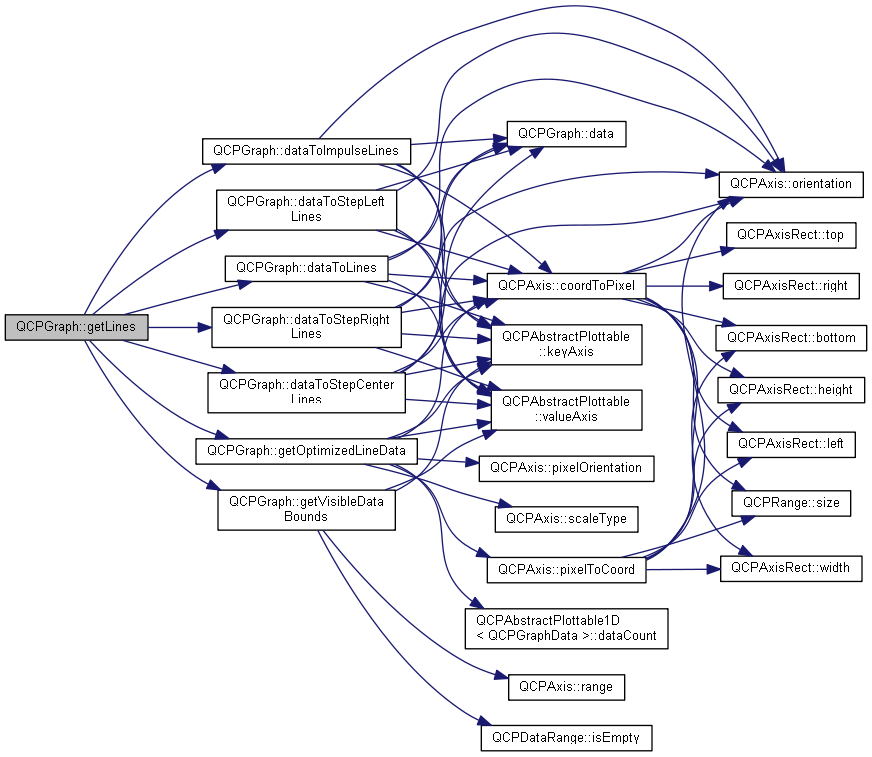 QCPGraph::getLines
QCPGraph::dataToImpulseLines
QCPGraph::dataToStepLeft
Lines
QCPGraph::dataToLines
QCPGraph::dataToStepRight
Lines
QCPGraph::dataToStepCenter
Lines
QCPGraph::getOptimizedLineData
QCPGraph::getVisibleData
Bounds
QCPGraph::data
QCPAxis::coordToPixel
QCPAbstractPlottable
::keyAxis
QCPAbstractPlottable
::valueAxis
QCPAxis::pixelOrientation
QCPAxis::scaleType
QCPAxis::pixelToCoord
QCPAbstractPlottable1D
< QCPGraphData >::dataCount
QCPAxis::range
QCPDataRange::isEmpty
QCPAxis::orientation
QCPAxisRect::top
QCPAxisRect::right
QCPAxisRect::bottom
QCPAxisRect::height
QCPAxisRect::left
QCPRange::size
QCPAxisRect::width